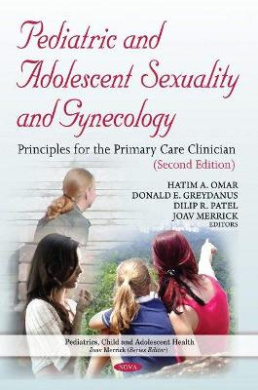 Pediatric and
Adolescent Sexuality
and Gynecology
Principles for the Primary Care Clinician
(Second Edition)
HATIM A. OMAR
DONALD E. GREYDANUS
DILIP R. PATEL
JOAV MERRICK
EDITORS
Pediatrics, Child and Adolescent Health
Joav Merrick (Series Editor)
NOVA